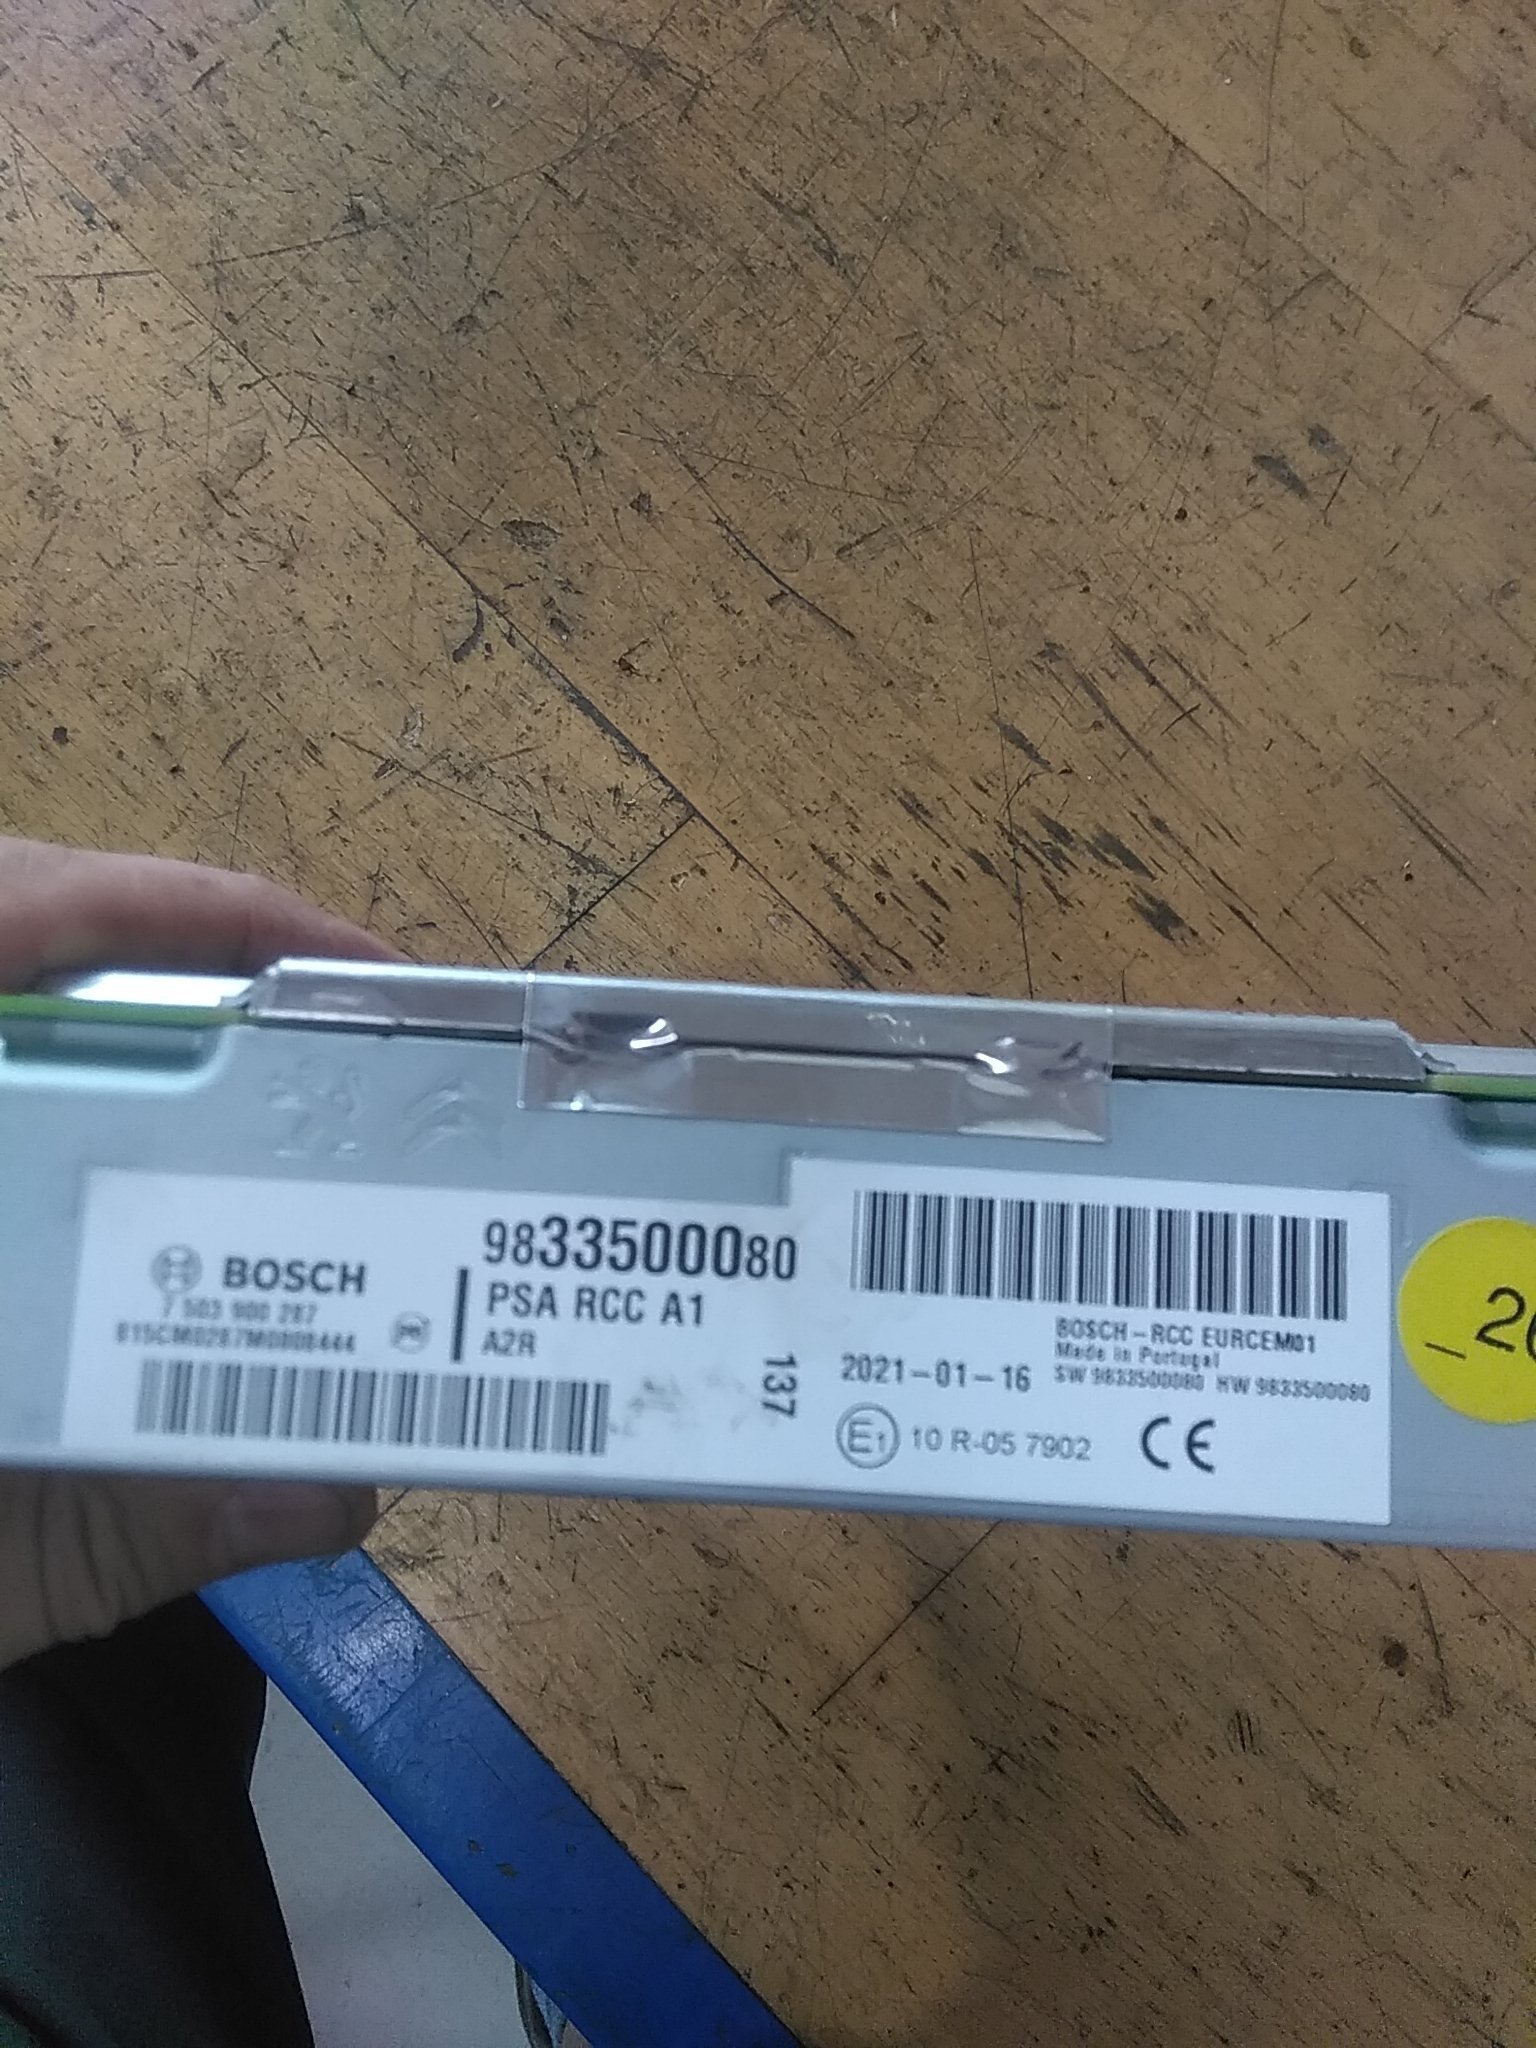 BOSCH
7 503 900 287
9833500080
PSA RCC A1
A2R
137
BOSCH-RCC EURCEM01
Made in Portugal
2021-01-16
SW 9833500080 HW 9833500080
E1 10 R-05 7902
CE